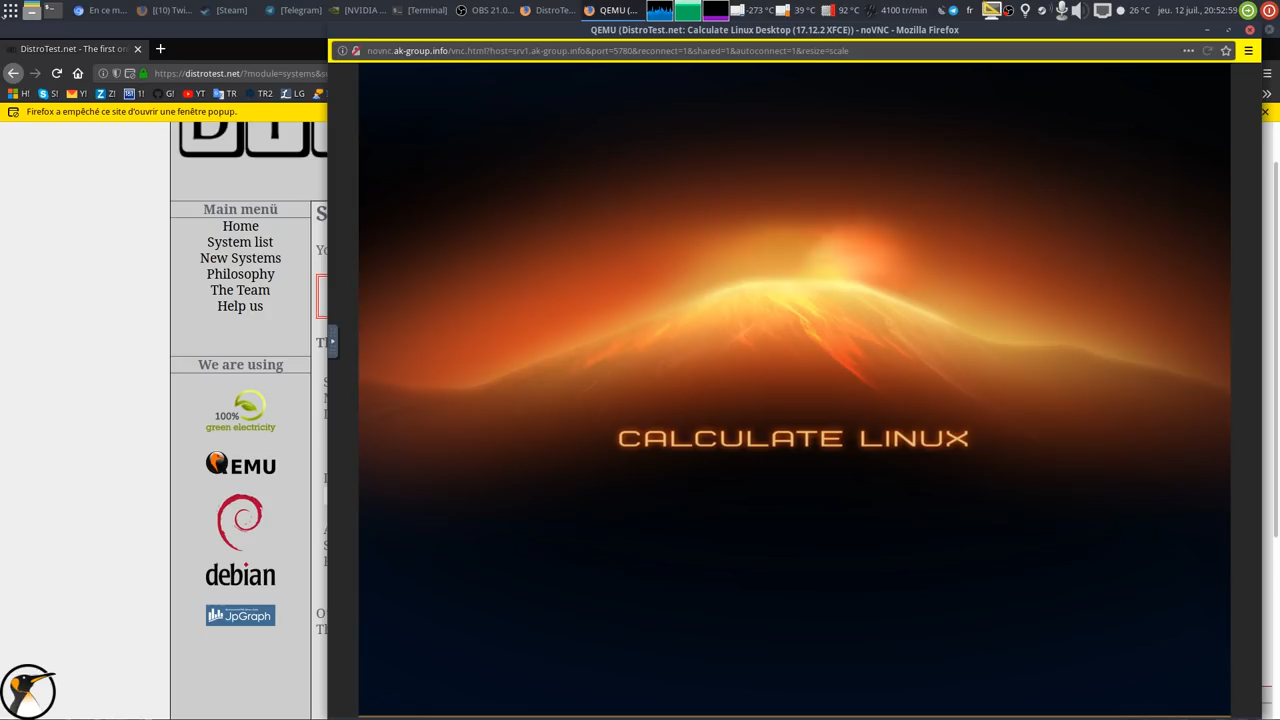 En ce m…
[10] Twi…
[Steam]
[Telegram]
[NVIDIA …
[Terminal]
OBS 21.0…
DistroTe…
QEMU (…
-273 °C
39 °C
92 °C
4100 tr/min
fr
26 °C
jeu. 12 juil., 20:52:59
QEMU (DistroTest.net: Calculate Linux Desktop (17.12.2 XFCE)) - noVNC - Mozilla Firefox
DistroTest.net - The first on
novnc.ak-group.info/vnc.html?host=srv1.ak-group.info&port=5780&reconnect=1&shared=1&autoconnect=1&resize=scale
https://distrotest.net/?module=systems&s
H!
S!
Y!
Z!
1!
G!
YT
TR
TR2
LG
Firefox a empêché ce site d'ouvrir une fenêtre popup.
Main menü
Home
System list
New Systems
Philosophy
The Team
Help us
We are using
100%
green electricity
QEMU
debian
JpGraph
CALCULATE LINUX